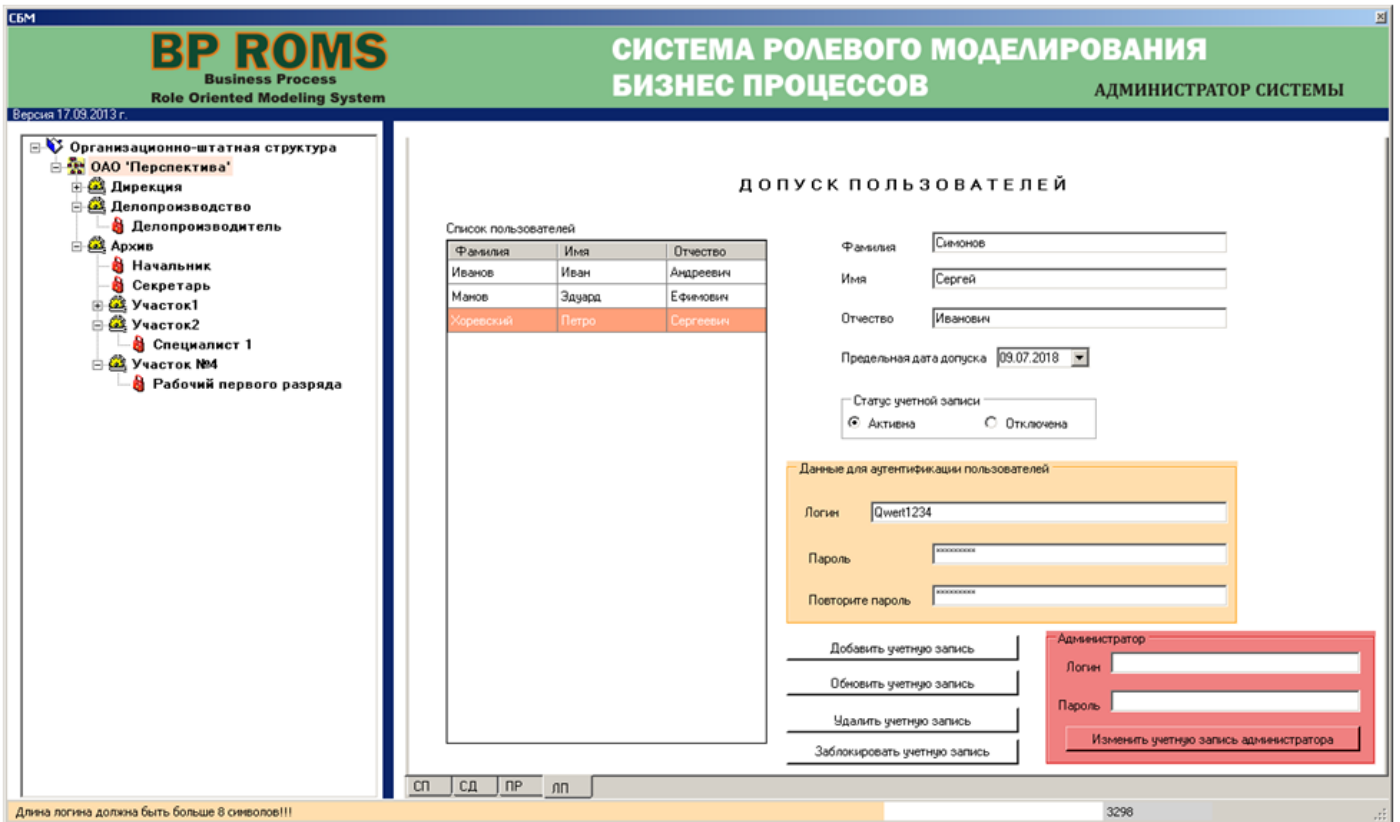 СБМ
BP ROMS
Business Process
Role Oriented Modeling System
СИСТЕМА РОЛЕВОГО МОДЕЛИРОВАНИЯ
БИЗНЕС ПРОЦЕССОВ
АДМИНИСТРАТОР СИСТЕМЫ
Версия 17.09.2013 г.
Организационно-штатная структура
ОАО 'Перспектива'
Дирекция
Делопроизводство
Делопроизводитель
Архив
Начальник
Секретарь
Участок1
Участок2
Специалист 1
Участок №4
Рабочий первого разряда
ДОПУСК ПОЛЬЗОВАТЕЛЕЙ
Список пользователей
Фамилия Имя Отчество
Иванов Иван Андреевич
Манов Эдуард Ефимович
Хоревский Петро Сергеевич
Фамилия Симонов
Имя Сергей
Отчество Иванович
Предельная дата допуска 09.07.2018
Статус учетной записи
Активна Отключена
Данные для аутентификации пользователей
Логин Qwert1234
Пароль ×××××××××
Повторите пароль ×××××××××
Добавить учетную запись
Обновить учетную запись
Удалить учетную запись
Заблокировать учетную запись
Администратор
Логин
Пароль
Изменить учетную запись администратора
СП СД ПР ЛП
Длина логина должна быть больше 8 символов!!! 3298